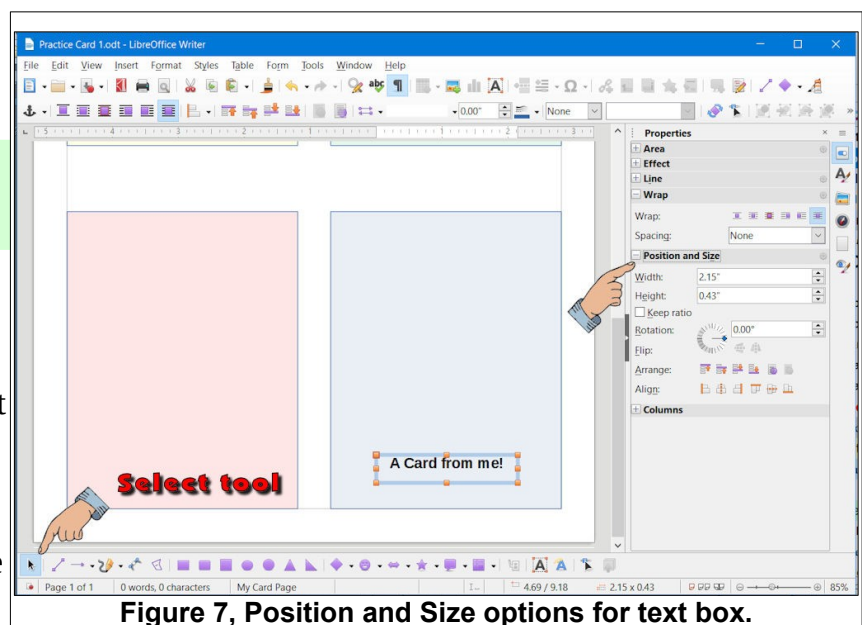 Practice Card 1.odt - LibreOffice Writer
File Edit View Insert Format Styles Table Form Tools Window Help
0.00" None
Properties
Area
Effect
Line
Wrap
Wrap:
Spacing: None
Position and Size
Width: 2.15"
Height: 0.43"
Keep ratio
Rotation: 0.00°
Flip:
Arrange:
Align:
Columns
A Card from me!
Select tool
Page 1 of 1 0 words, 0 characters My Card Page 4.69 / 9.18 2.15 x 0.43 85%
Figure 7, Position and Size options for text box.